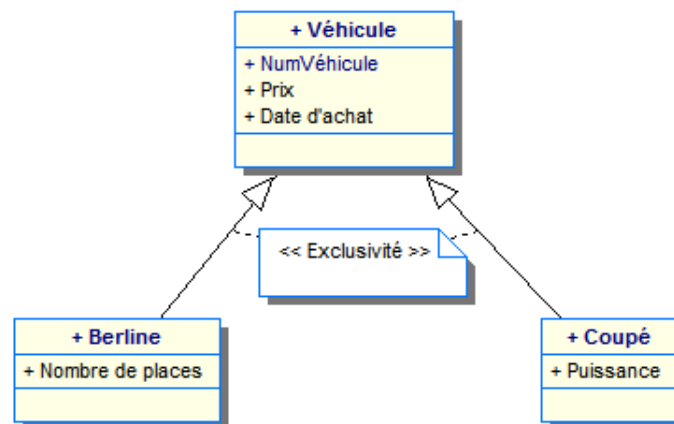 + Véhicule
+ NumVéhicule
+ Prix
+ Date d'achat
<< Exclusivité >>
+ Berline
+ Nombre de places
+ Coupé
+ Puissance